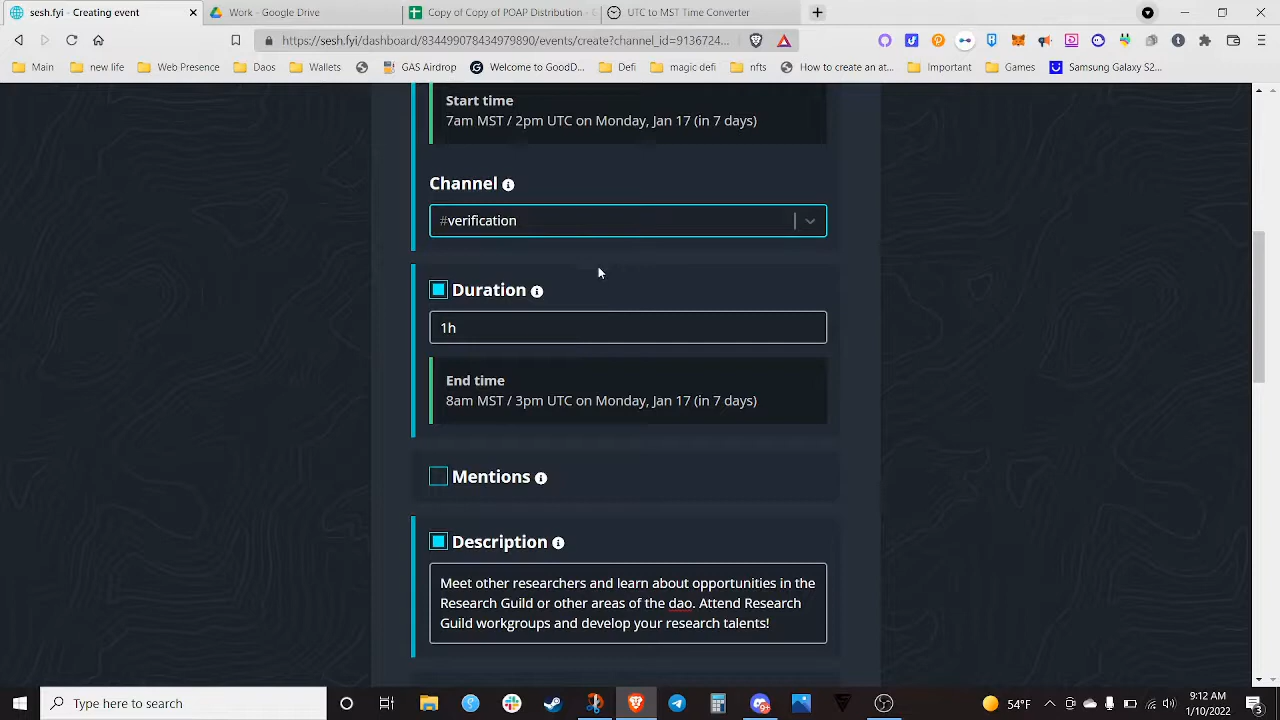 sesh.fyi - Creating event
Work - Google Drive
Copy of Copy of POAP Distribution - G
UTC to MST Time Converter
https://sesh.fyi/dashboard/834499078434979890/events/create?channel_id=9136724...
Main
new life
Web Presence
Daos
Wallets
GAS Airdrop
Welcome to GoodD...
Defi
magic defi
nfts
How to create an at...
Important
Games
Samsung Galaxy S2...
Start time
7am MST / 2pm UTC on Monday, Jan 17 (in 7 days)
Channel
#verification
Duration
1h
End time
8am MST / 3pm UTC on Monday, Jan 17 (in 7 days)
Mentions
Description
Meet other researchers and learn about opportunities in the
Research Guild or other areas of the dao. Attend Research
Guild workgroups and develop your research talents!
Type here to search
54°F
9:12 AM
1/10/2022